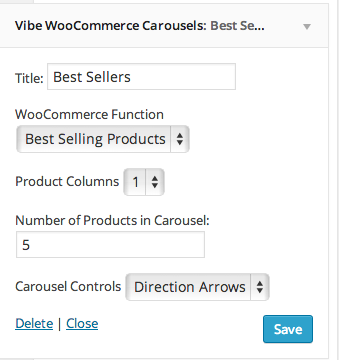 Vibe WooCommerce Carousels: Best Se...
Title: Best Sellers
WooCommerce Function
Best Selling Products
Product Columns 1
Number of Products in Carousel:
5
Carousel Controls Direction Arrows
Delete | Close Save